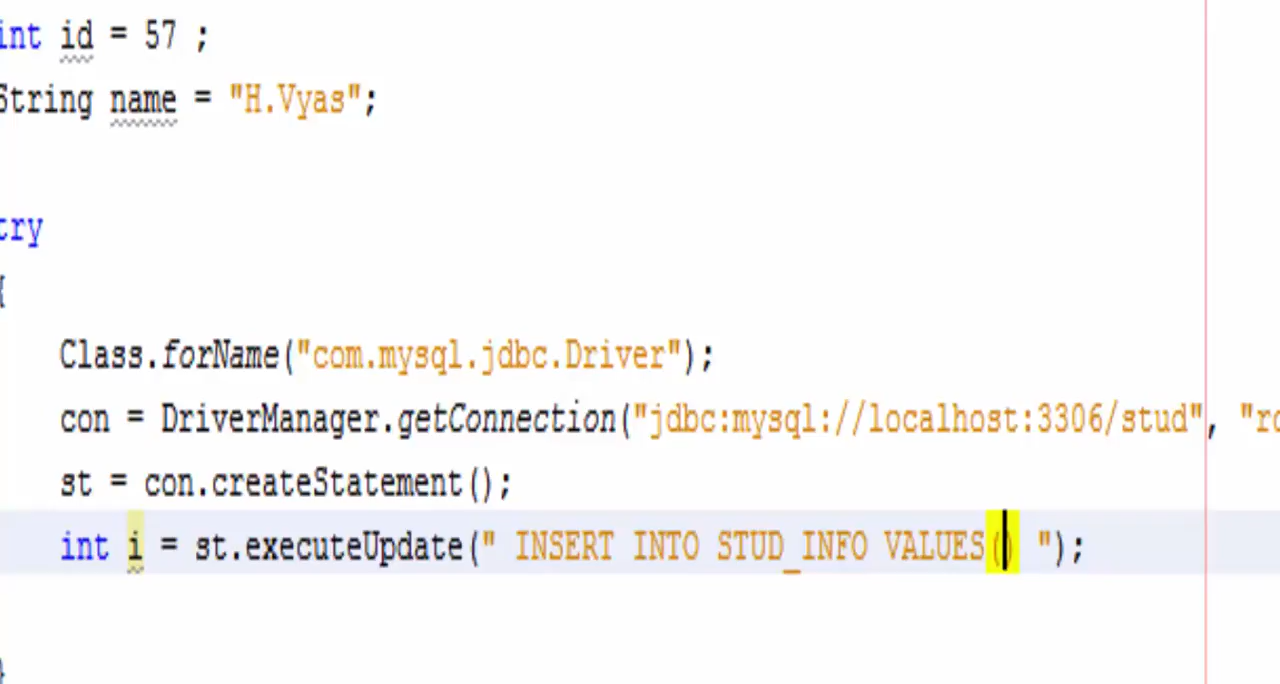 int id = 57 ;
String name = "H.Vyas";
try
{
Class.forName("com.mysql.jdbc.Driver");
con = DriverManager.getConnection("jdbc:mysql://localhost:3306/stud", "ro
st = con.createStatement();
int i = st.executeUpdate(" INSERT INTO STUD_INFO VALUES() ");
}